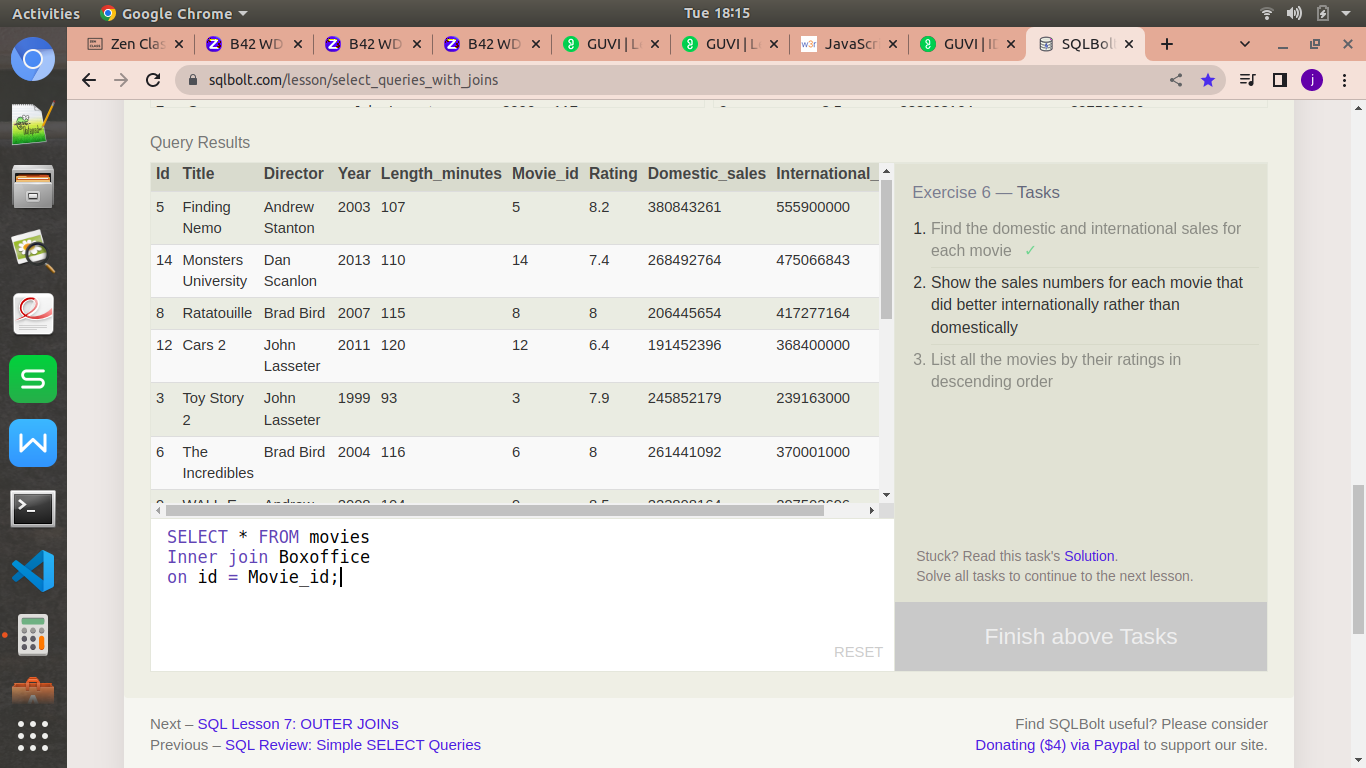 Activities Google Chrome Tue 18:15
Zen Clas B42 WD B42 WD B42 WD GUVI | Le GUVI | Le JavaScr GUVI | ID SQLBol
sqlbolt.com/lesson/select_queries_with_joins j
Query Results
Id Title Director Year Length_minutes Movie_id Rating Domestic_sales International_
5 Finding Nemo Andrew Stanton 2003 107 5 8.2 380843261 555900000
14 Monsters University Dan Scanlon 2013 110 14 7.4 268492764 475066843
8 Ratatouille Brad Bird 2007 115 8 8 206445654 417277164
12 Cars 2 John Lasseter 2011 120 12 6.4 191452396 368400000
3 Toy Story 2 John Lasseter 1999 93 3 7.9 245852179 239163000
6 The Incredibles Brad Bird 2004 116 6 8 261441092 370001000
Exercise 6 — Tasks
1. Find the domestic and international sales for
each movie ✓
2. Show the sales numbers for each movie that
did better internationally rather than
domestically
3. List all the movies by their ratings in
descending order
SELECT * FROM movies
Inner join Boxoffice
on id = Movie_id;
RESET
Stuck? Read this task's Solution.
Solve all tasks to continue to the next lesson.
Finish above Tasks
Next – SQL Lesson 7: OUTER JOINs
Previous – SQL Review: Simple SELECT Queries
Find SQLBolt useful? Please consider
Donating ($4) via Paypal to support our site.